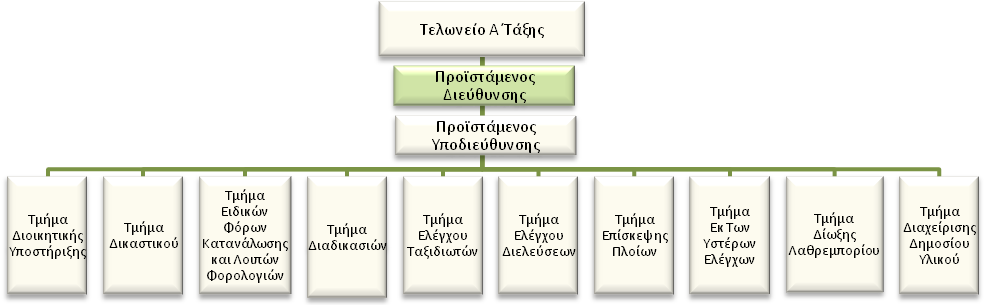 Τελωνείο Α΄Τάξης
Προϊστάμενος
Διεύθυνσης
Προϊστάμενος
Υποδιεύθυνσης
Τμήμα
Διοικητικής
Υποστήριξης
Τμήμα
Δικαστικού
Τμήμα
Ειδικών
Φόρων
Κατανάλωσης
και Λοιπών
Φορολογιών
Τμήμα
Διαδικασιών
Τμήμα
Ελέγχου
Ταξιδιωτών
Τμήμα
Ελέγχου
Διελεύσεων
Τμήμα
Επίσκεψης
Πλοίων
Τμήμα
Εκ Των
Υστέρων
Ελέγχων
Τμήμα
Δίωξης
Λαθρεμπορίου
Τμήμα
Διαχείρισης
Δημοσίου
Υλικού